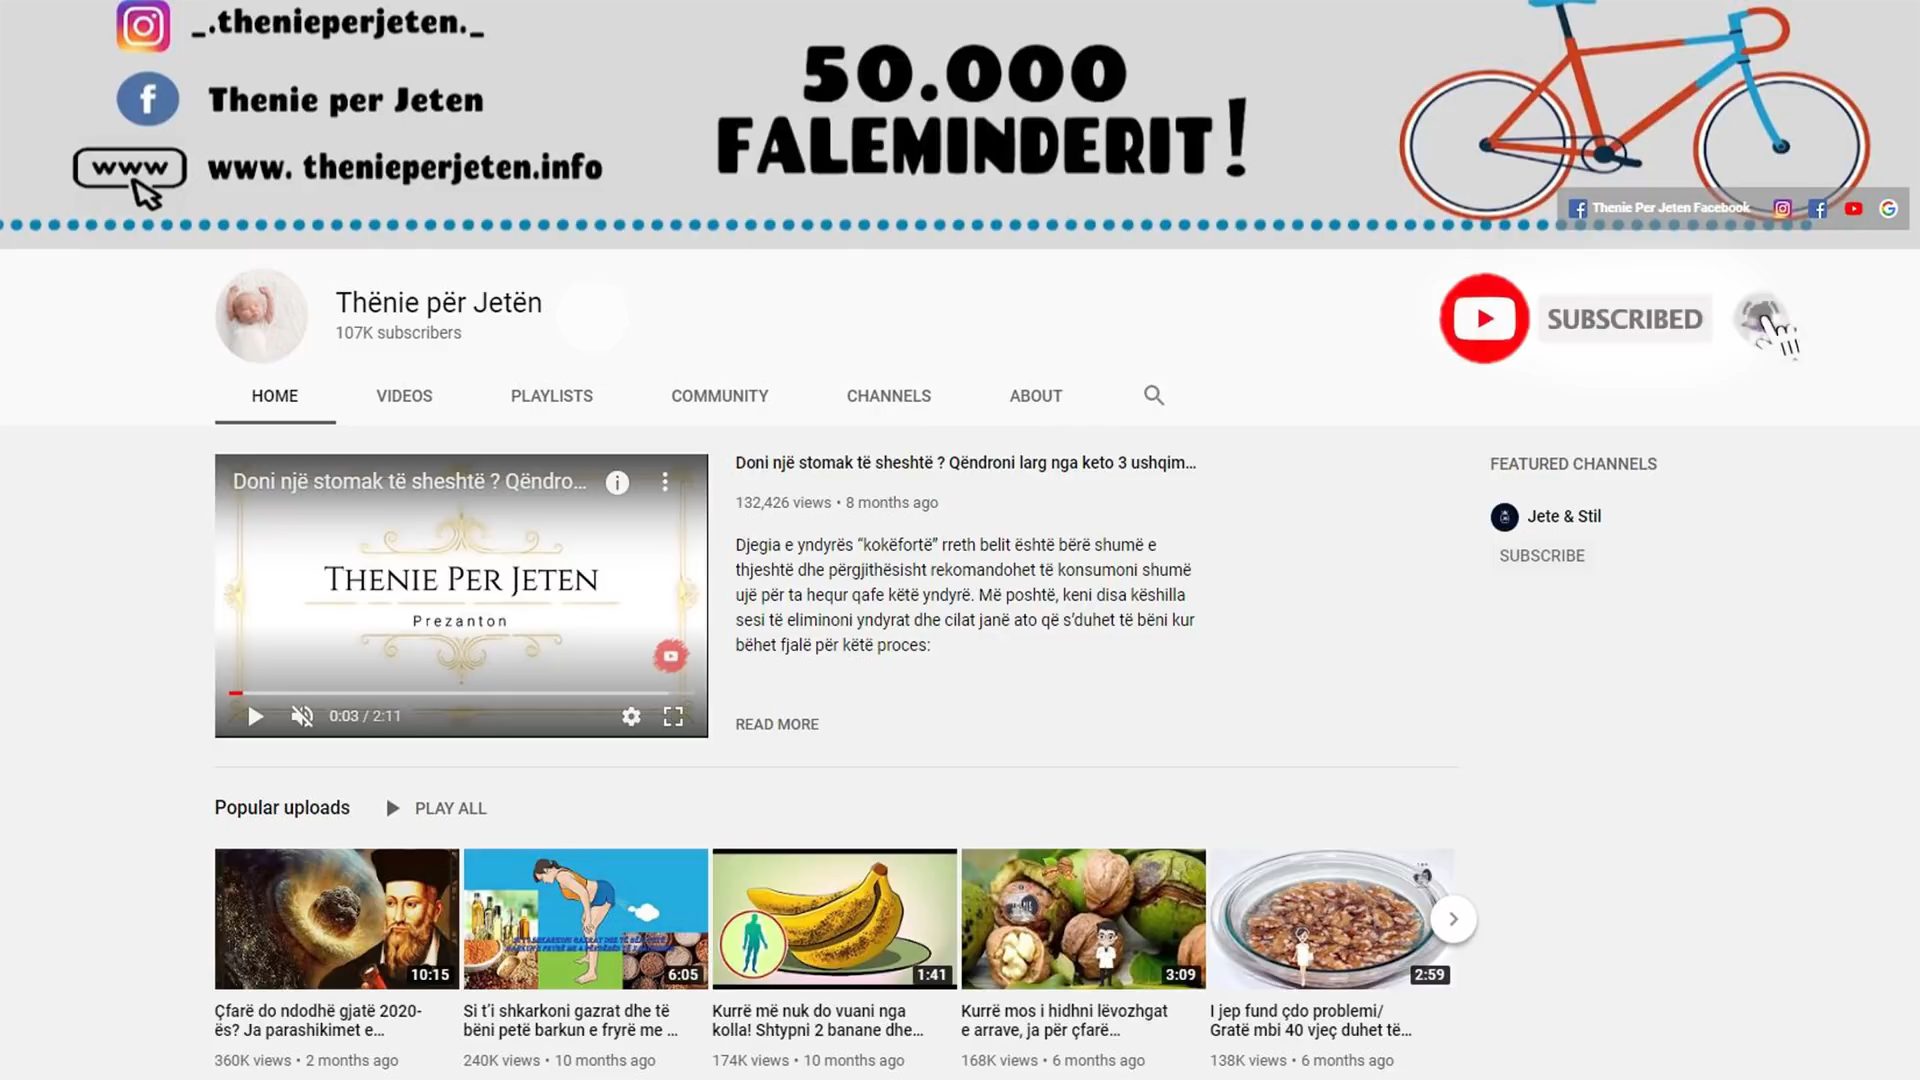 _.thenieperjeten._
Thenie per Jeten
www
www. thenieperjeten.info
50.000
FALEMINDERIT!
Thenie Per Jeten Facebook
Thënie për Jetën
107K subscribers
SUBSCRIBED
HOME
VIDEOS
PLAYLISTS
COMMUNITY
CHANNELS
ABOUT
Doni një stomak të sheshtë ? Qëndro...
THENIE PER JETEN
Prezanton
0:03 / 2:11
Doni një stomak të sheshtë ? Qëndroni larg nga keto 3 ushqim...
132,426 views • 8 months ago
Djegia e yndyrës “kokëfortë” rreth belit është bërë shumë e
thjeshtë dhe përgjithësisht rekomandohet të konsumoni shumë
ujë për ta hequr qafe këtë yndyrë. Më poshtë, keni disa këshilla
sesi të eliminoni yndyrat dhe cilat janë ato që s’duhet të bëni kur
bëhet fjalë për këtë proces:
READ MORE
FEATURED CHANNELS
Jete & Stil
SUBSCRIBE
Popular uploads
PLAY ALL
10:15
6:05
1:41
3:09
2:59
Çfarë do ndodhë gjatë 2020-
ës? Ja parashikimet e...
360K views • 2 months ago
Si t’i shkarkoni gazrat dhe të
bëni petë barkun e fryrë me ...
240K views • 10 months ago
Kurrë më nuk do vuani nga
kolla! Shtypni 2 banane dhe...
174K views • 10 months ago
Kurrë mos i hidhni lëvozhgat
e arrave, ja për çfarë...
168K views • 6 months ago
I jep fund çdo problemi/
Gratë mbi 40 vjeç duhet të...
138K views • 6 months ago